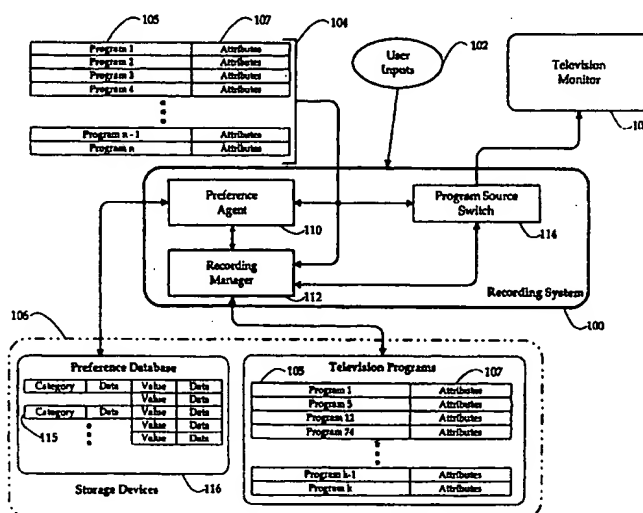 105
107
104
Program 1 Attributes
Program 2 Attributes
Program 3 Attributes
Program 4 Attributes
Program n - 1 Attributes
Program n Attributes
User Inputs
102
Television Monitor
10
Preference Agent
110
Program Source Switch
114
Recording Manager
112
Recording System
100
106
Preference Database
Category Data Value Data
Value Data
Category Data Value Data
Value Data
Value Data
115
116
Storage Devices
Television Programs
105
107
Program 1 Attributes
Program 5 Attributes
Program 12 Attributes
Program 74 Attributes
Program k-1 Attributes
Program k Attributes